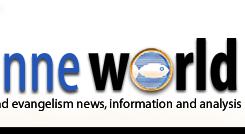 nne world
d evangelism news, information and analysis